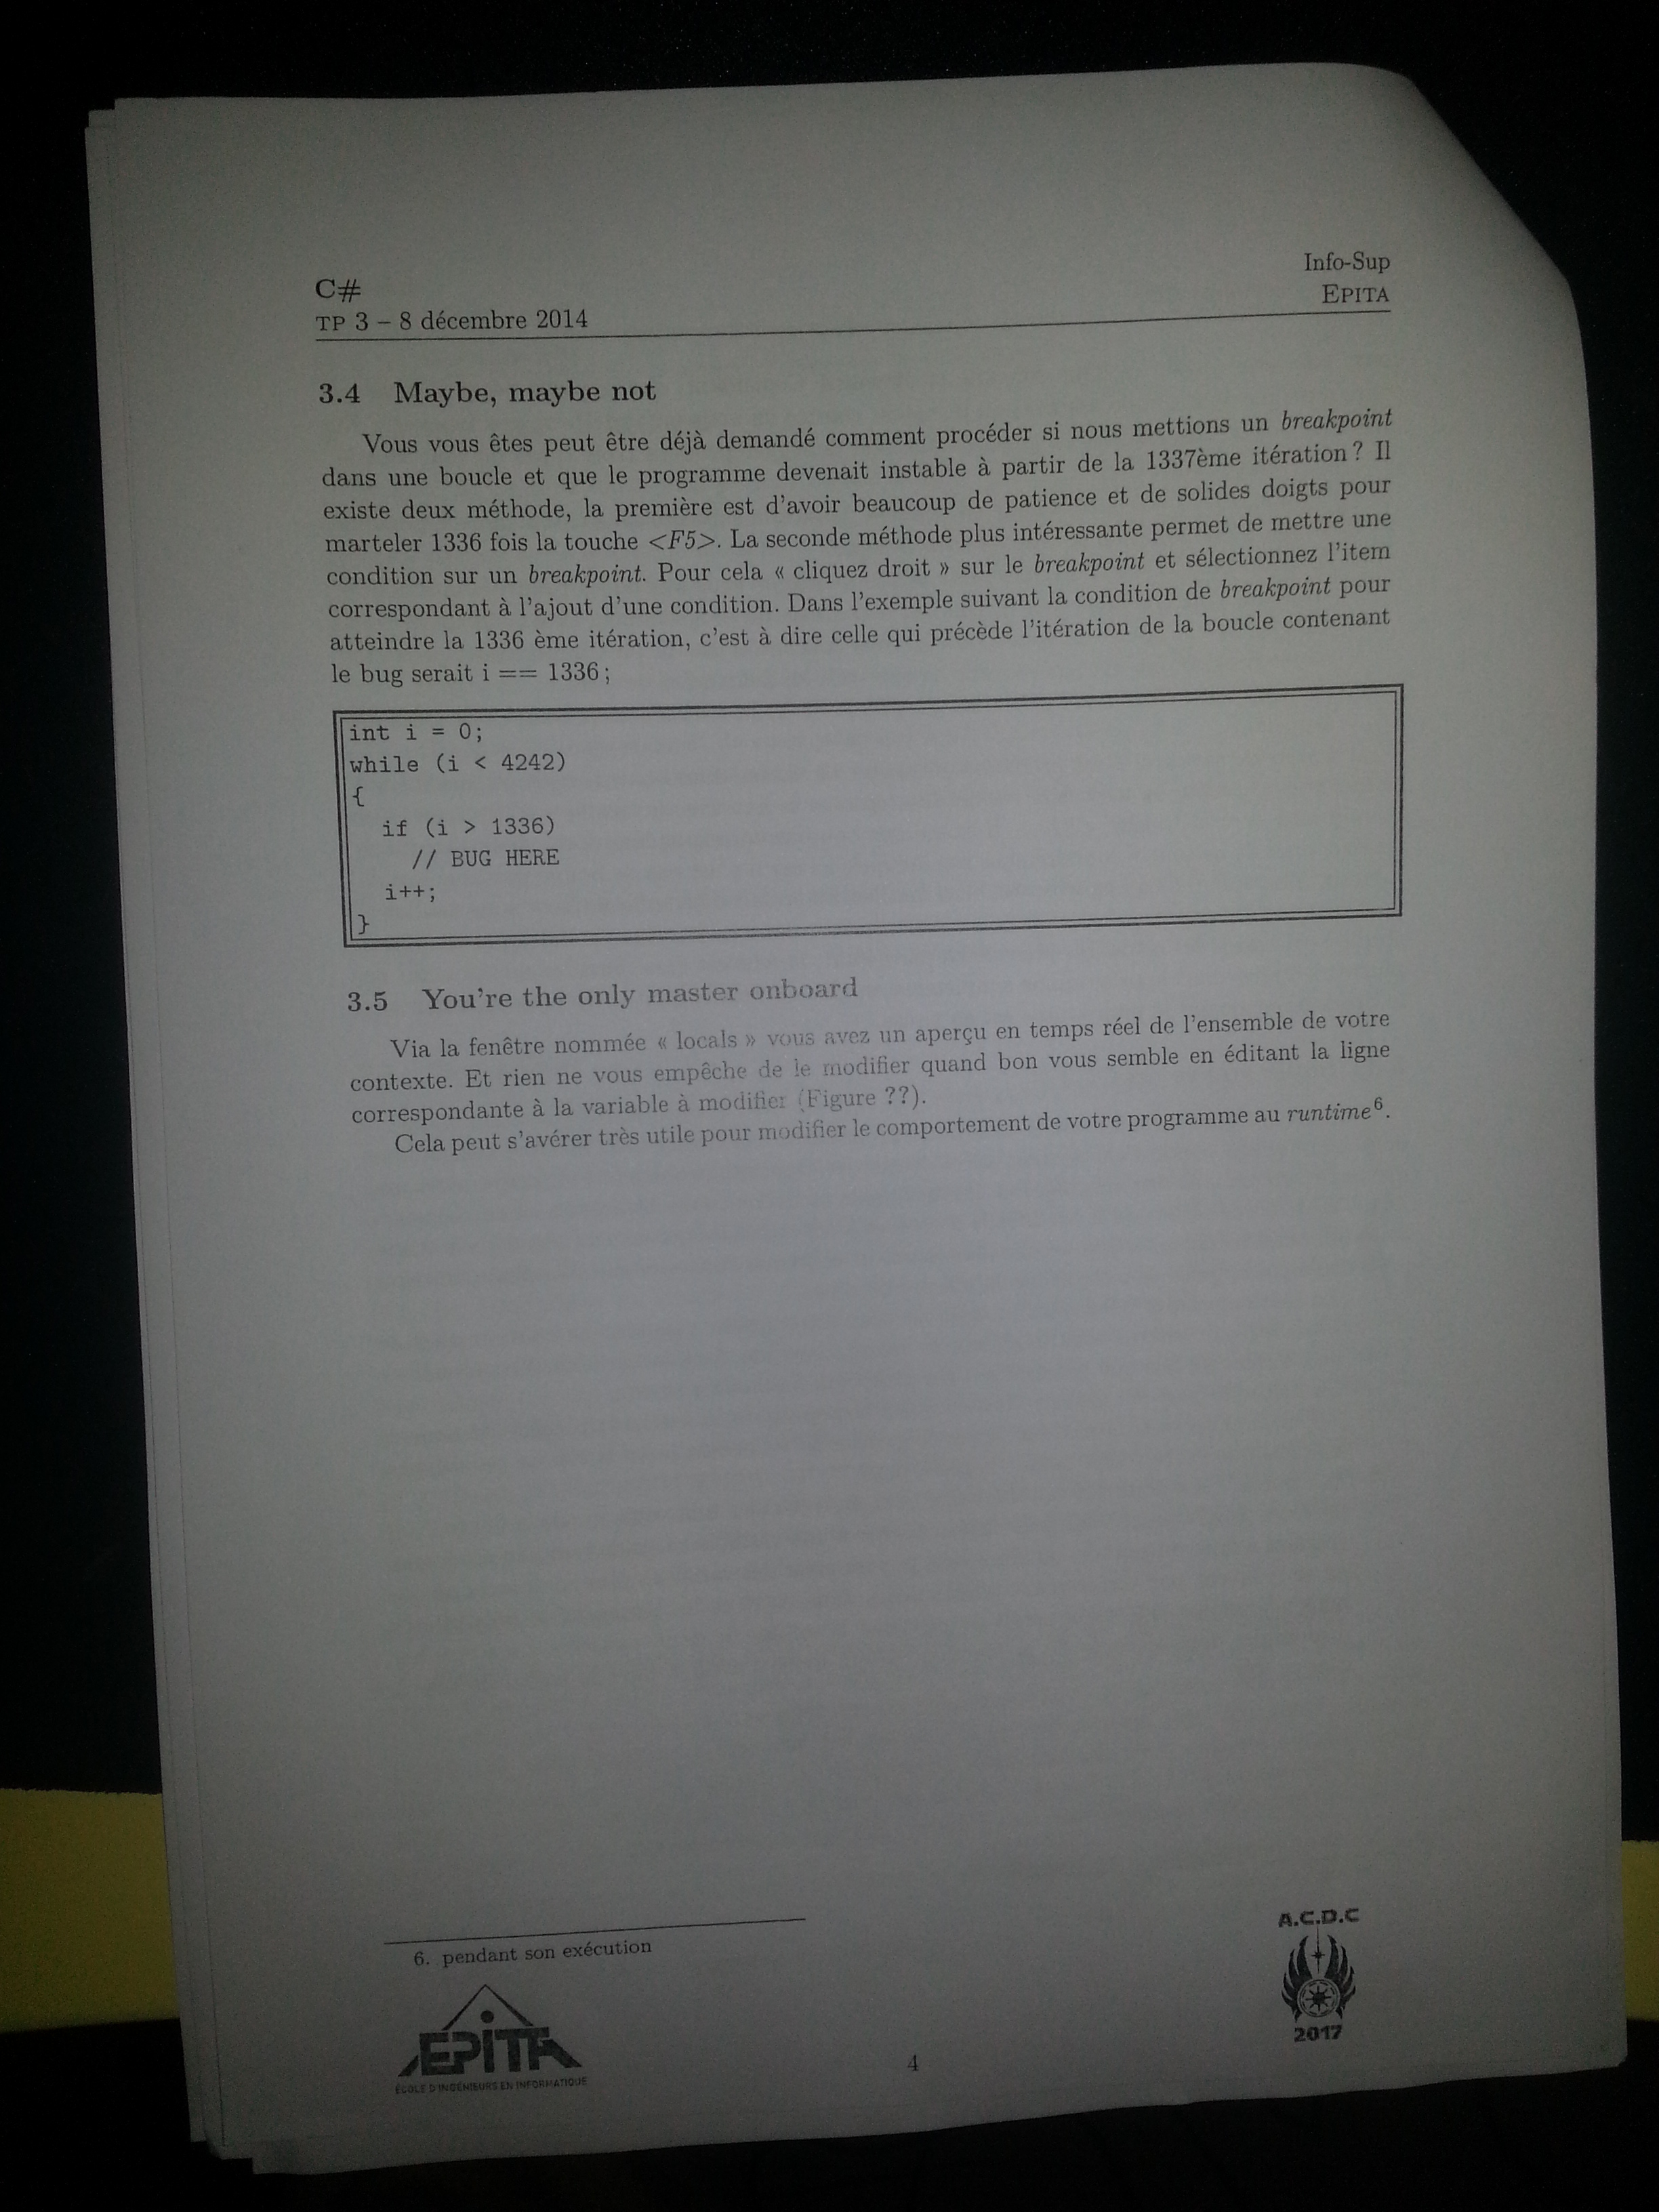 C#
Info-Sup
TP 3 – 8 décembre 2014
EPITA
3.4 Maybe, maybe not
Vous vous êtes peut être déjà demandé comment procéder si nous mettions un breakpoint
dans une boucle et que le programme devenait instable à partir de la 1337ème itération ? Il
existe deux méthode, la première est d'avoir beaucoup de patience et de solides doigts pour
marteler 1336 fois la touche <F5>. La seconde méthode plus intéressante permet de mettre une
condition sur un breakpoint. Pour cela « cliquez droit » sur le breakpoint et sélectionnez l'item
correspondant à l'ajout d'une condition. Dans l'exemple suivant la condition de breakpoint pour
atteindre la 1336 ème itération, c'est à dire celle qui précède l'itération de la boucle contenant
le bug serait i == 1336 ;
int i = 0;
while (i < 4242)
{
if (i > 1336)
// BUG HERE
i++;
}
3.5 You're the only master onboard
Via la fenêtre nommée « locals » vous avez un aperçu en temps réel de l'ensemble de votre
contexte. Et rien ne vous empêche de le modifier quand bon vous semble en éditant la ligne
correspondante à la variable à modifier (Figure ??).
Cela peut s'avérer très utile pour modifier le comportement de votre programme au runtime⁶.
6. pendant son exécution
EPITA
ÉCOLE D'INGÉNIEURS EN INFORMATIQUE
4
A.C.D.C
2017